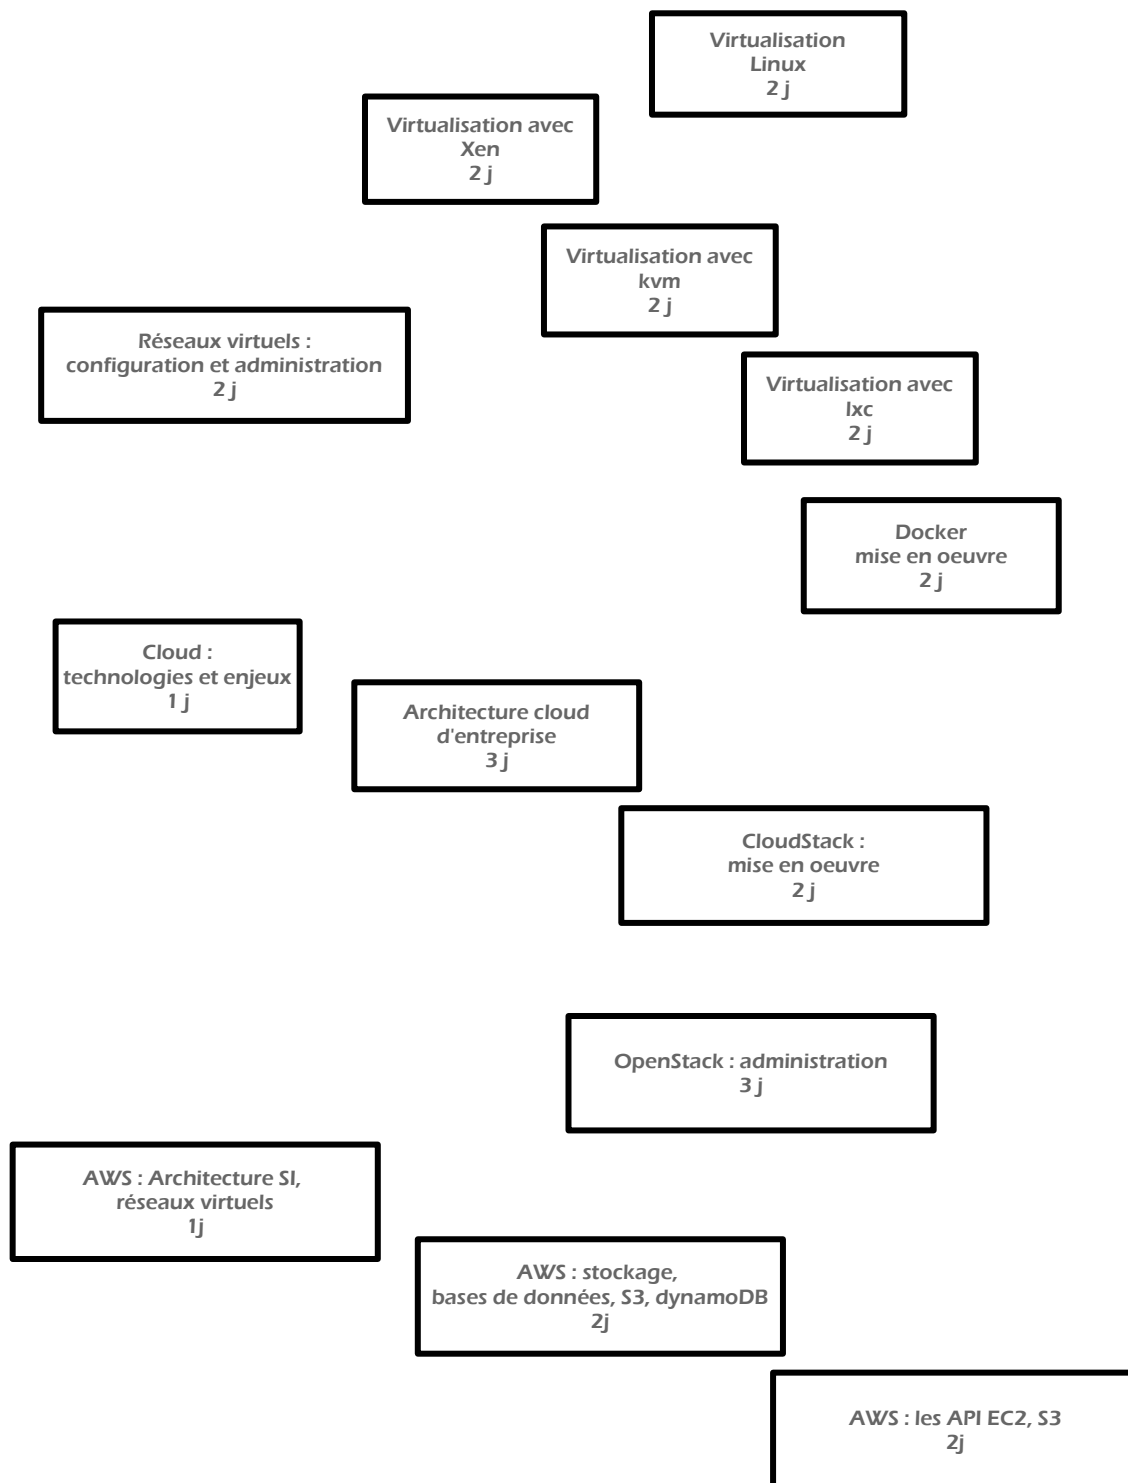 Virtualisation
Linux
2 j
Virtualisation avec
Xen
2 j
Virtualisation avec
kvm
2 j
Réseaux virtuels :
configuration et administration
2 j
Virtualisation avec
lxc
2 j
Docker
mise en oeuvre
2 j
Cloud :
technologies et enjeux
1 j
Architecture cloud
d'entreprise
3 j
CloudStack :
mise en oeuvre
2 j
OpenStack : administration
3 j
AWS : Architecture SI,
réseaux virtuels
1j
AWS : stockage,
bases de données, S3, dynamoDB
2j
AWS : les API EC2, S3
2j